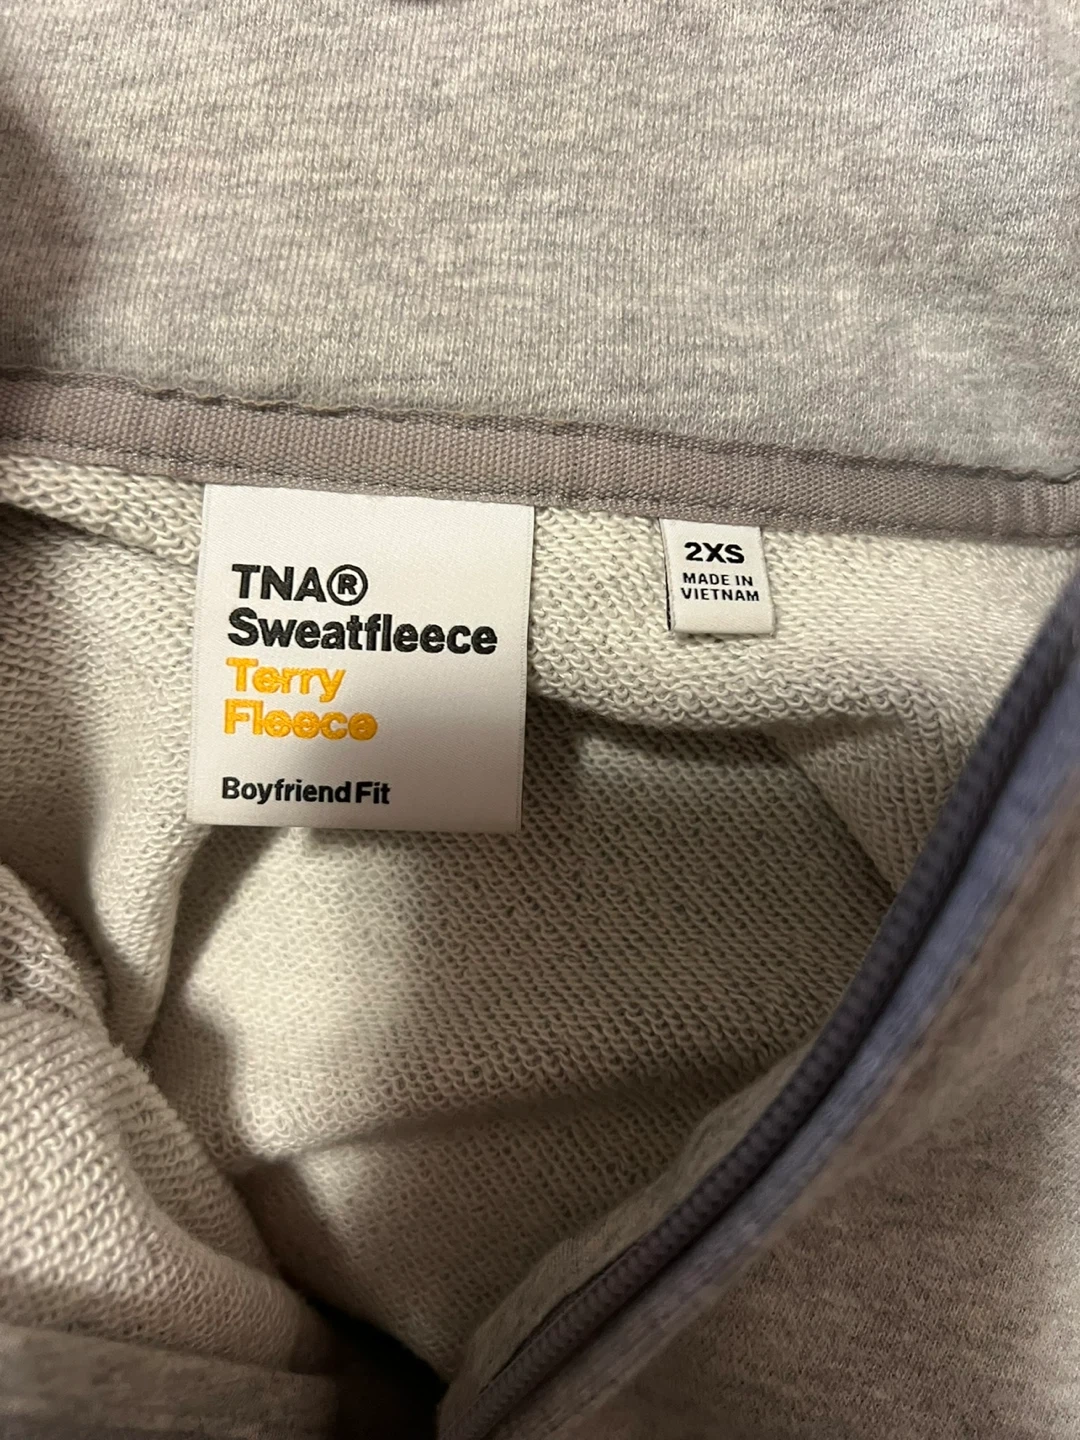 TNA®
Sweatfleece
Terry
Fleece
Boyfriend Fit
2XS
MADE IN
VIETNAM